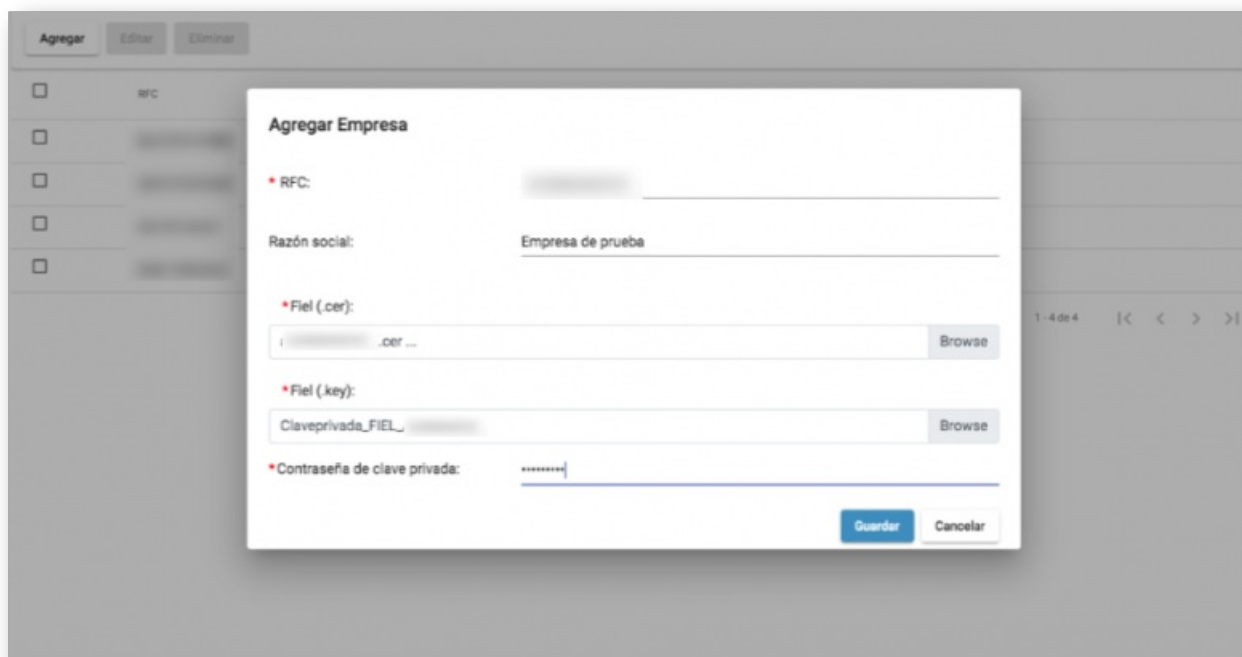 Agregar Editar Eliminar
RFC
Agregar Empresa
* RFC:
Razón social: Empresa de prueba
*Fiel (.cer):
.cer ... Browse
*Fiel (.key):
Claveprivada_FIEL_ Browse
*Contraseña de clave privada: •••••••••
Guardar Cancelar
1 - 4 de 4